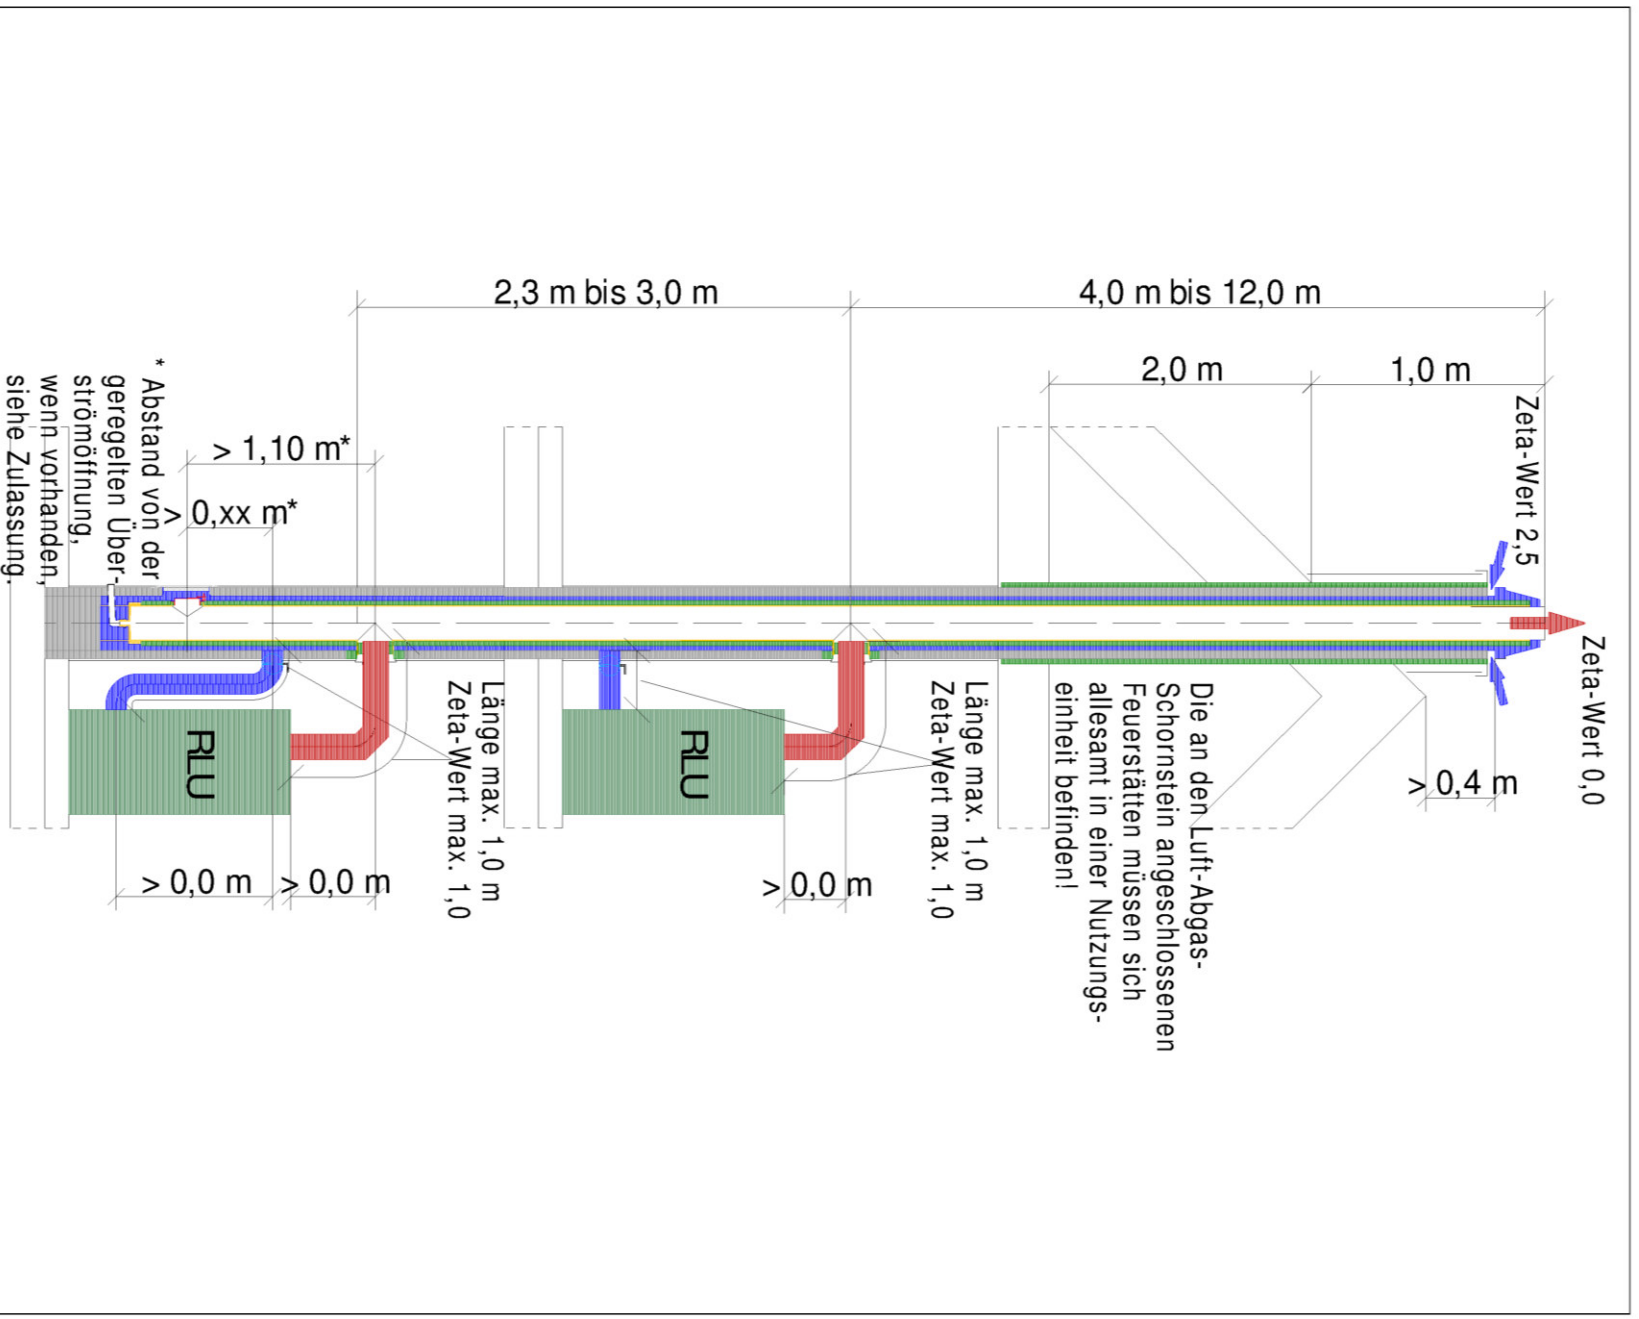 Zeta-Wert 0,0
Zeta-Wert 2,5
4,0 m bis 12,0 m
2,3 m bis 3,0 m
1,0 m
2,0 m
> 0,4 m
Die an den Luft-Abgas-
Schornstein angeschlossenen
Feuerstätten müssen sich
allesamt in einer Nutzungs-
einheit befinden!
Länge max. 1,0 m
Zeta-Wert max. 1,0
> 0,0 m
RLU
Länge max. 1,0 m
Zeta-Wert max. 1,0
> 0,0 m
> 0,0 m
RLU
> 1,10 m*
> 0,xx m*
* Abstand von der
geregelten Über-
strömöffnung,
wenn vorhanden,
siehe Zulassung.